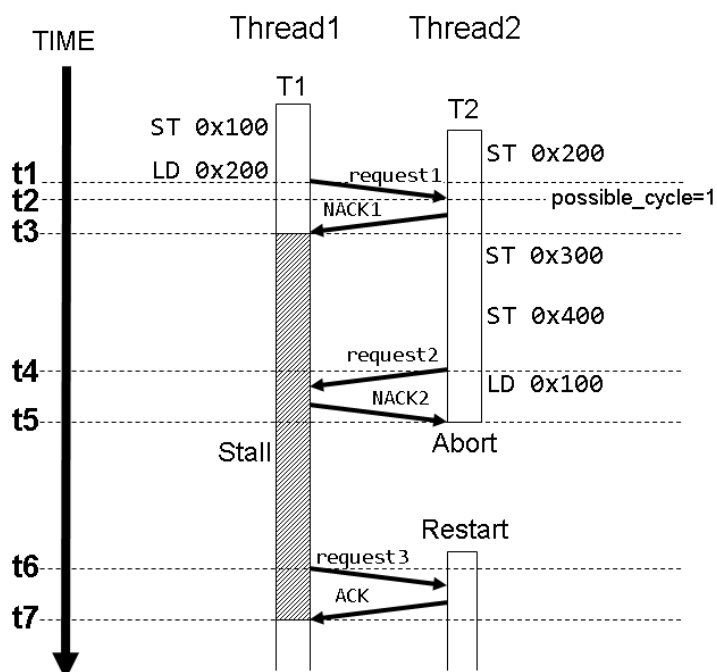 Thread1 Thread2
TIME
T1
T2
ST 0x100
ST 0x200
LD 0x200
t1
request1
t2
possible_cycle=1
NACK1
t3
ST 0x300
ST 0x400
request2
t4
LD 0x100
NACK2
t5
Stall
Abort
Restart
request3
t6
ACK
t7